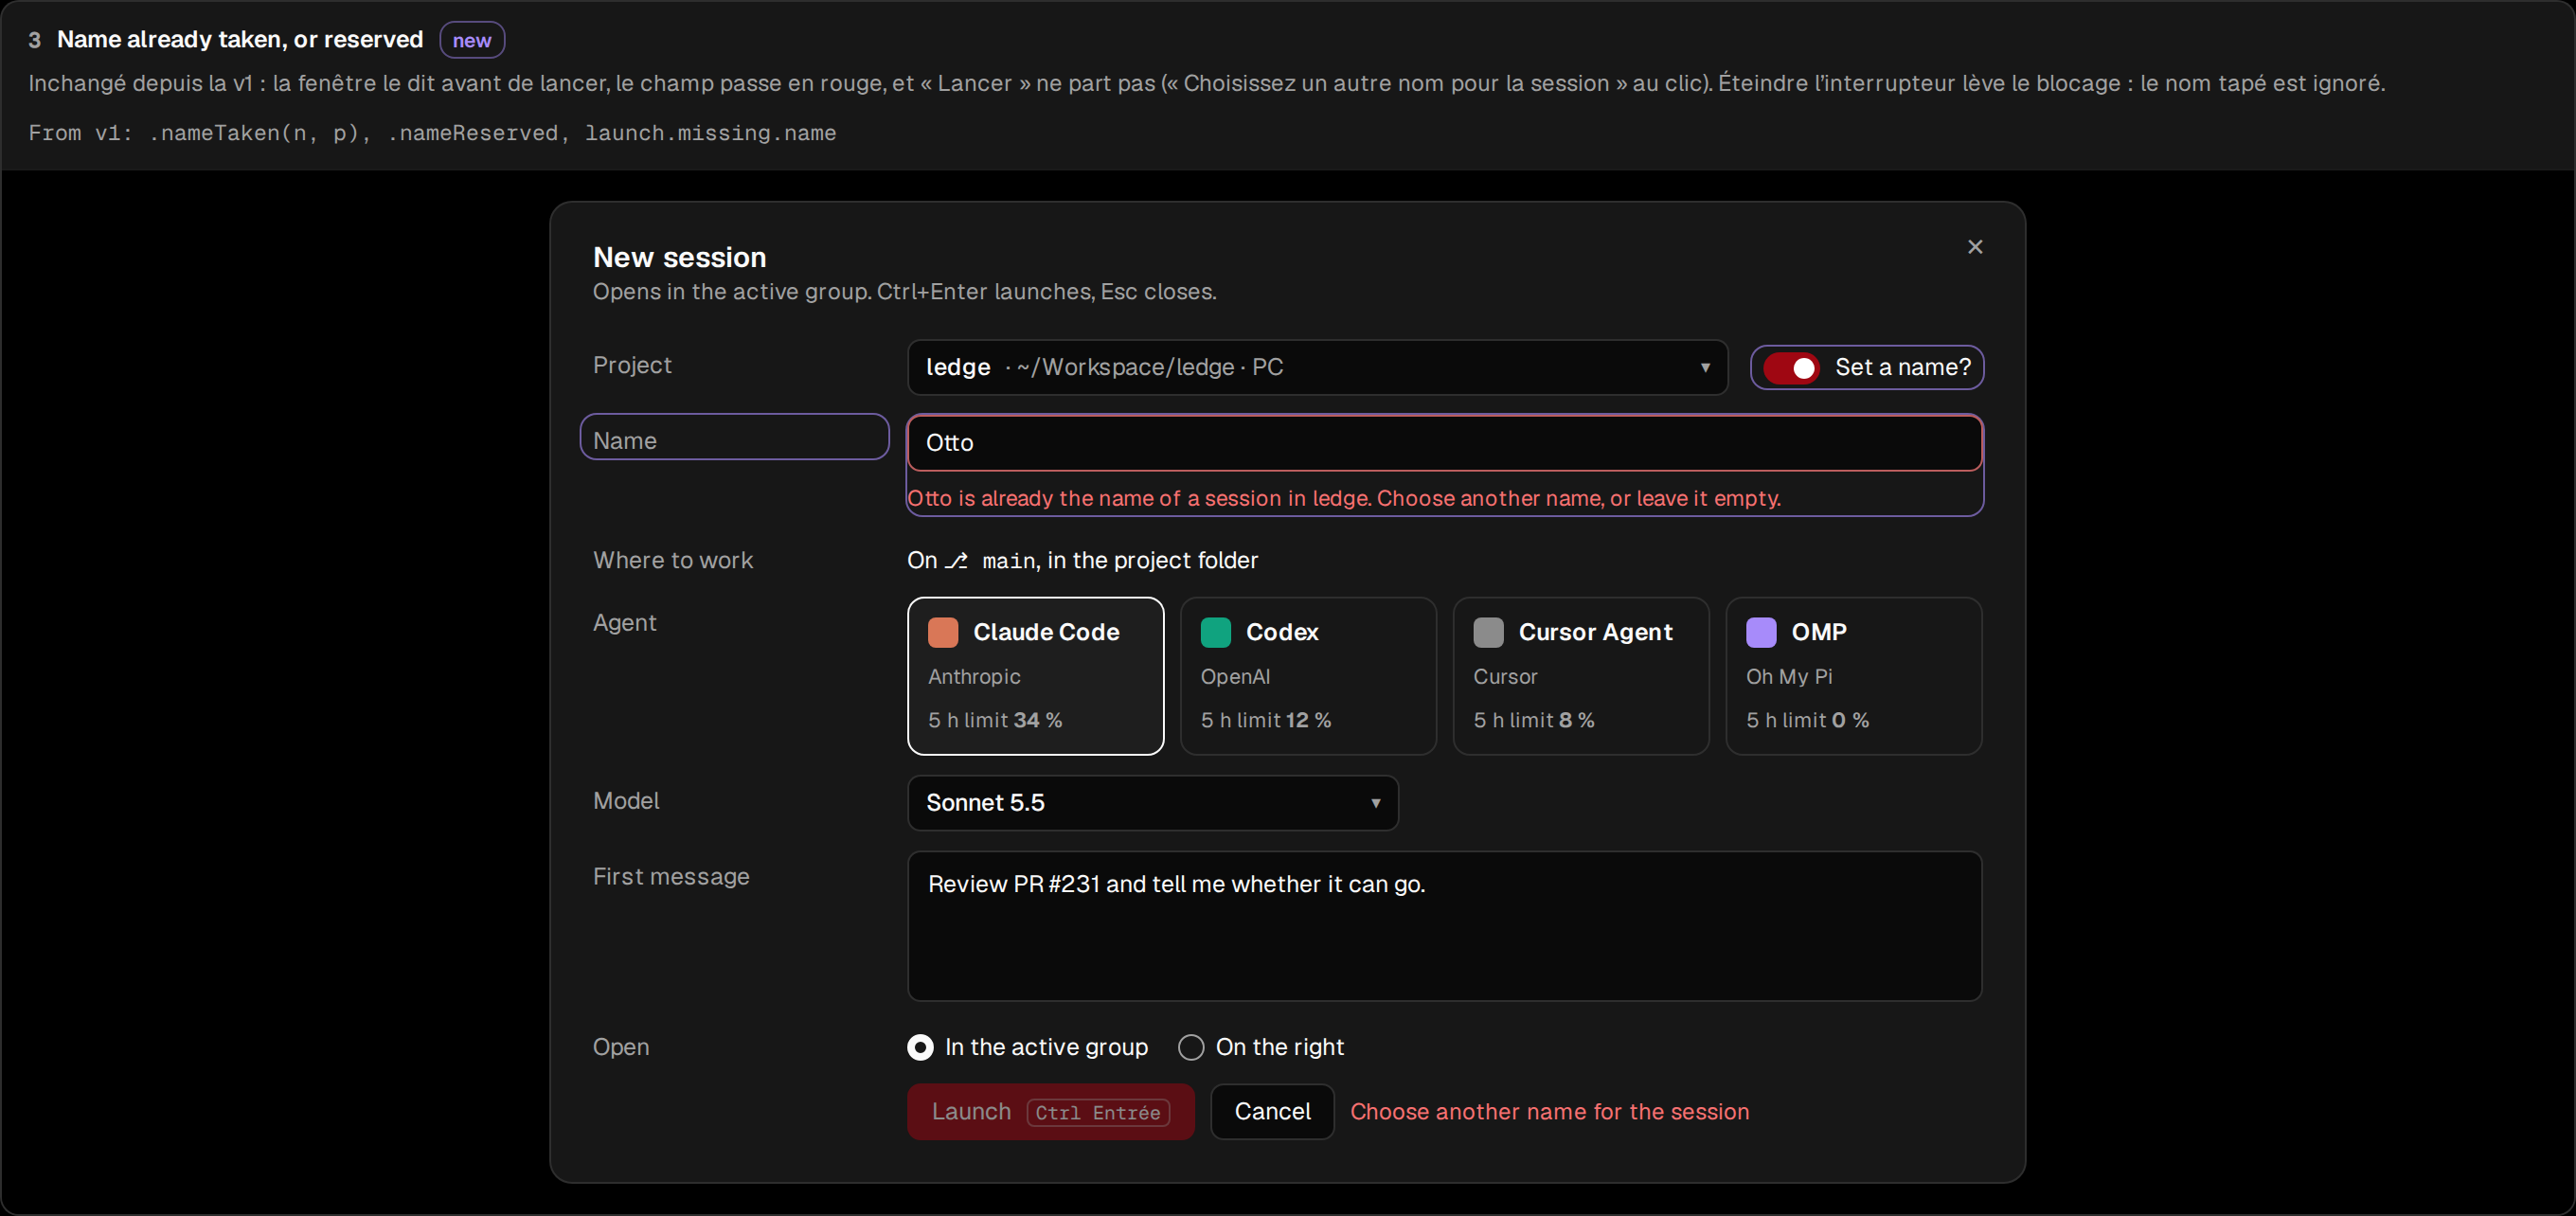 3 Name already taken, or reserved new
Inchangé depuis la v1 : la fenêtre le dit avant de lancer, le champ passe en rouge, et « Lancer » ne part pas (« Choisissez un autre nom pour la session » au clic). Éteindre l’interrupteur lève le blocage : le nom tapé est ignoré.
From v1: .nameTaken(n, p), .nameReserved, launch.missing.name
New session
Opens in the active group. Ctrl+Enter launches, Esc closes.
Project ledge · ~/Workspace/ledge · PC Set a name?
Name Otto
Otto is already the name of a session in ledge. Choose another name, or leave it empty.
Where to work On ⎇ main, in the project folder
Agent Claude Code Codex Cursor Agent OMP
Anthropic OpenAI Cursor Oh My Pi
5 h limit 34 % 5 h limit 12 % 5 h limit 8 % 5 h limit 0 %
Model Sonnet 5.5
First message Review PR #231 and tell me whether it can go.
Open In the active group On the right
Launch Ctrl Entrée Cancel Choose another name for the session